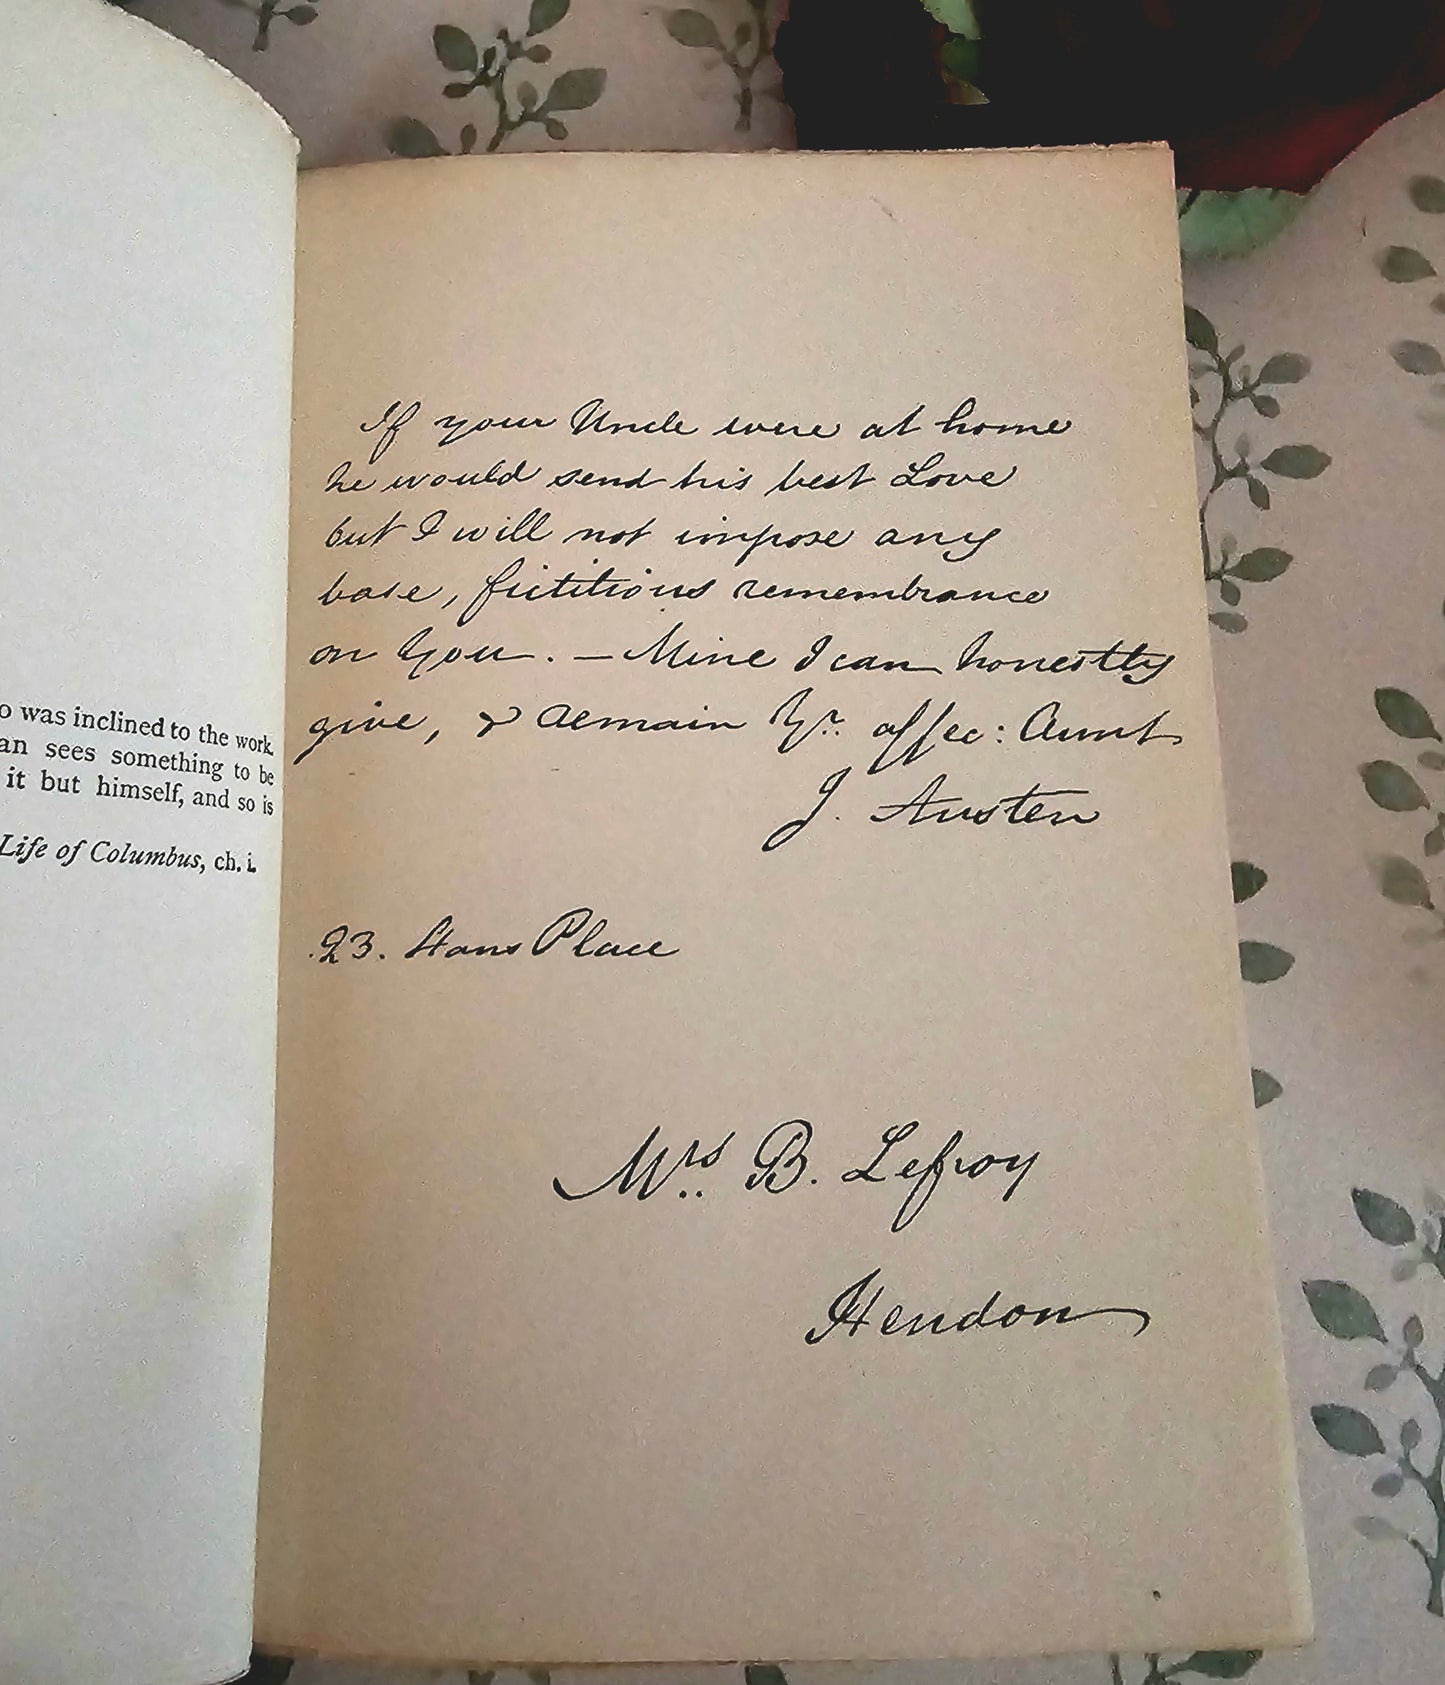 o was inclined to the work
an sees something to be
it but himself, and so is
Life of Columbus, ch. i.
If your Uncle were at home
he would send his best Love
but I will not impose any
base, fictitious remembrance
on You. — Mine I can honestly
give, & remain Yr. affec: Aunt
J. Austen
23. Hans Place
Mrs. B. Lefroy
Hendon